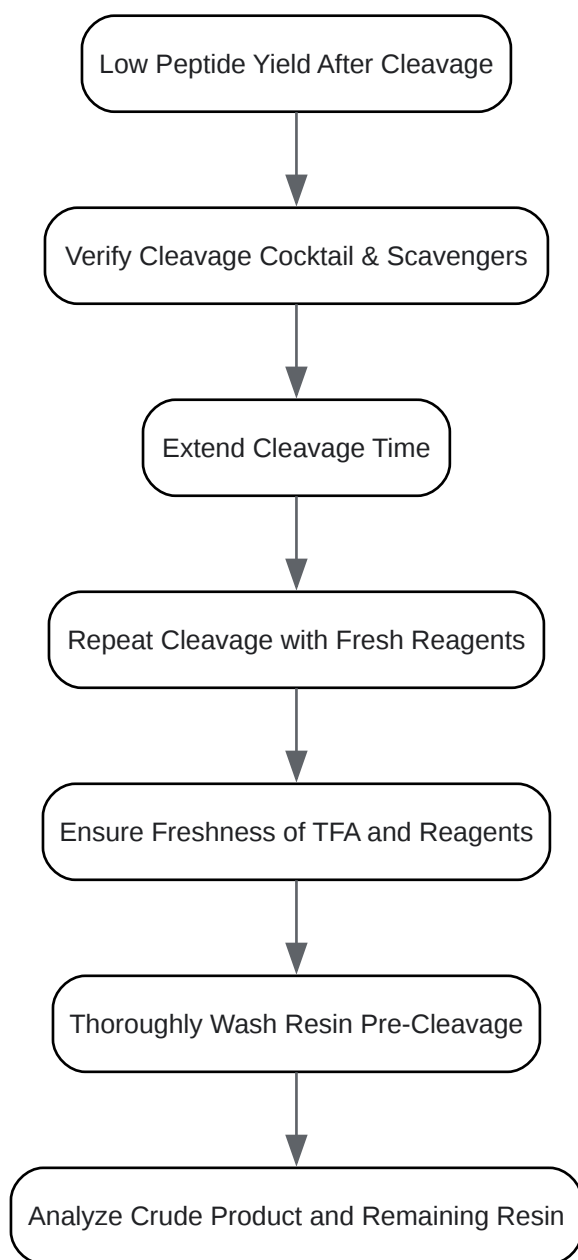 Low Peptide Yield After Cleavage
Verify Cleavage Cocktail & Scavengers
Extend Cleavage Time
Repeat Cleavage with Fresh Reagents
Ensure Freshness of TFA and Reagents
Thoroughly Wash Resin Pre-Cleavage
Analyze Crude Product and Remaining Resin